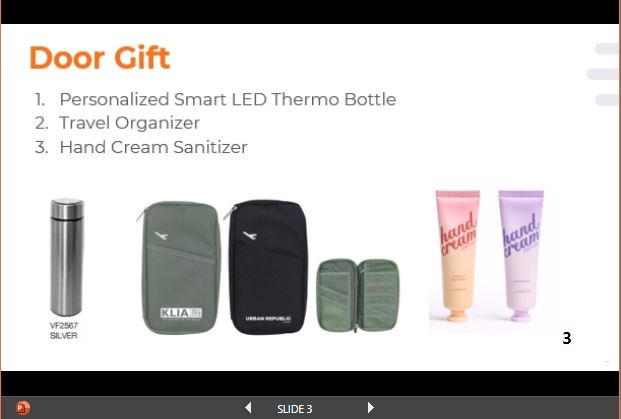 Door Gift
1. Personalized Smart LED Thermo Bottle
2. Travel Organizer
3. Hand Cream Sanitizer
VF2567
SILVER
KLIA
URBAN REPUBLIC
hand
cream
hand
cream
3
SLIDE 3